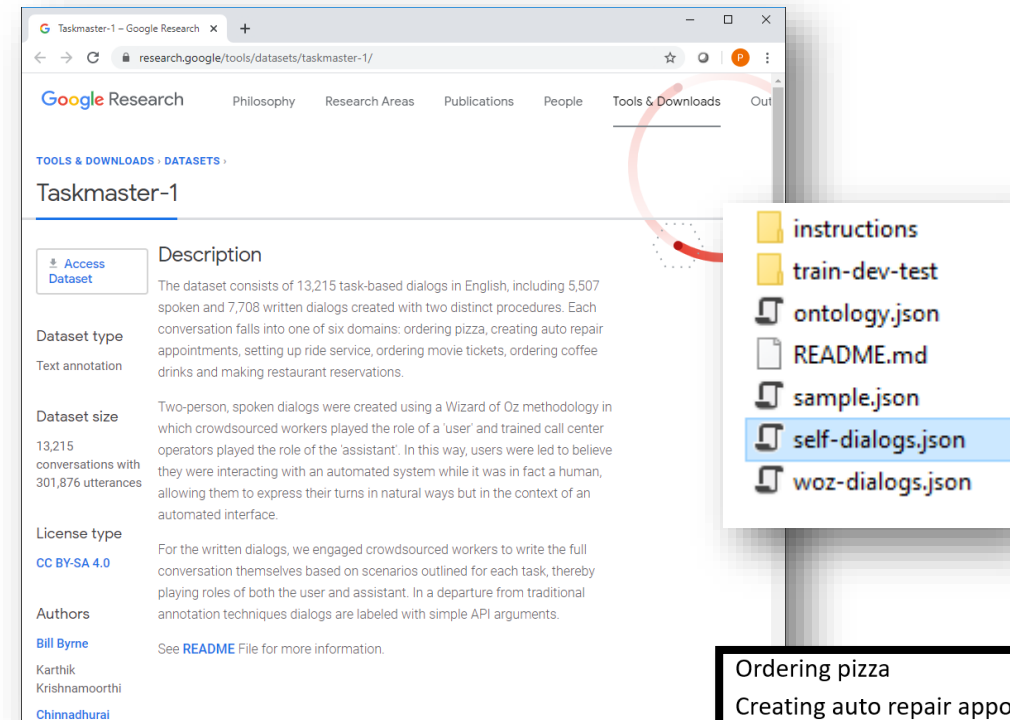 Taskmaster-1 – Google Research
research.google/tools/datasets/taskmaster-1/
P
Google Research
Philosophy
Research Areas
Publications
People
Tools & Downloads
Out
TOOLS & DOWNLOADS › DATASETS ›
Taskmaster-1
Access
Dataset
Dataset type
Text annotation
Dataset size
13,215
conversations with
301,876 utterances
License type
CC BY-SA 4.0
Authors
Bill Byrne
Karthik
Krishnamoorthi
Chinnadhurai
Description
The dataset consists of 13,215 task-based dialogs in English, including 5,507
spoken and 7,708 written dialogs created with two distinct procedures. Each
conversation falls into one of six domains: ordering pizza, creating auto repair
appointments, setting up ride service, ordering movie tickets, ordering coffee
drinks and making restaurant reservations.
Two-person, spoken dialogs were created using a Wizard of Oz methodology in
which crowdsourced workers played the role of a 'user' and trained call center
operators played the role of the 'assistant'. In this way, users were led to believe
they were interacting with an automated system while it was in fact a human,
allowing them to express their turns in natural ways but in the context of an
automated interface.
For the written dialogs, we engaged crowdsourced workers to write the full
conversation themselves based on scenarios outlined for each task, thereby
playing roles of both the user and assistant. In a departure from traditional
annotation techniques dialogs are labeled with simple API arguments.
See README File for more information.
instructions
train-dev-test
ontology.json
README.md
sample.json
self-dialogs.json
woz-dialogs.json
Ordering pizza
Creating auto repair appo